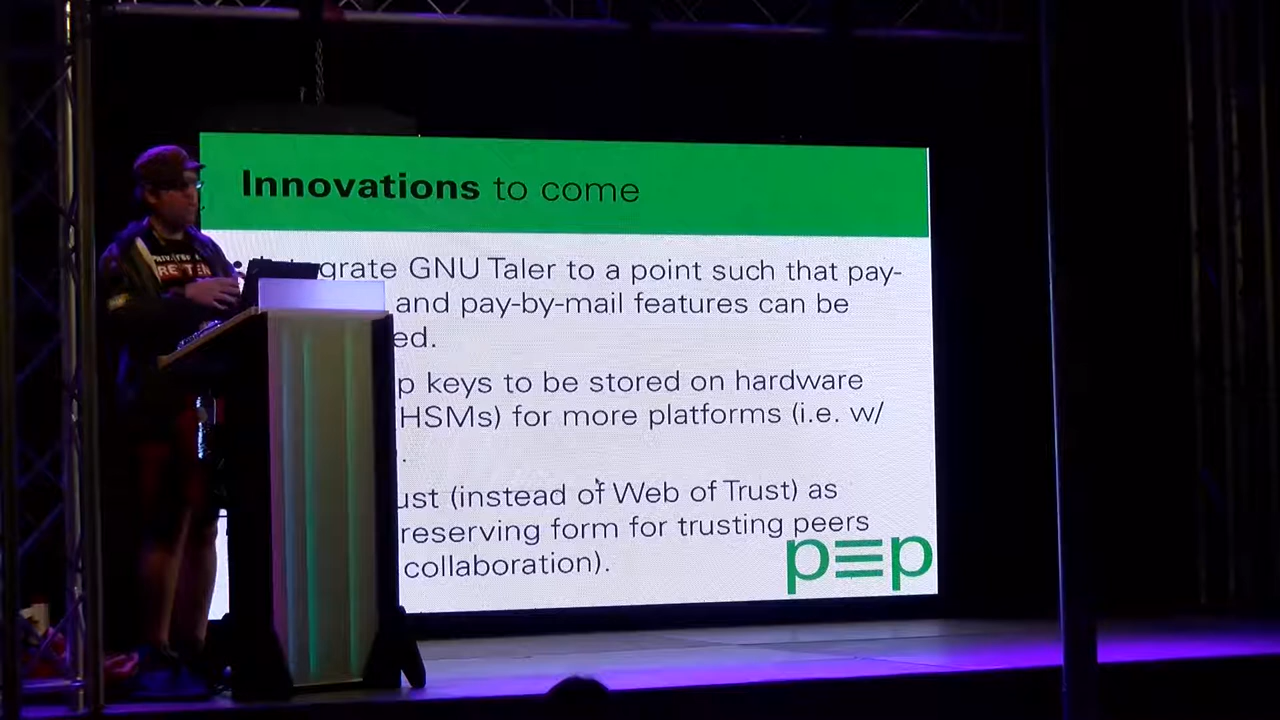 Innovations to come
grate GNU Taler to a point such that pay-
and pay-by-mail features can be
ed.
p keys to be stored on hardware
HSMs) for more platforms (i.e. w/
.
ust (instead of Web of Trust) as
reserving form for trusting peers
collaboration).
p≡p